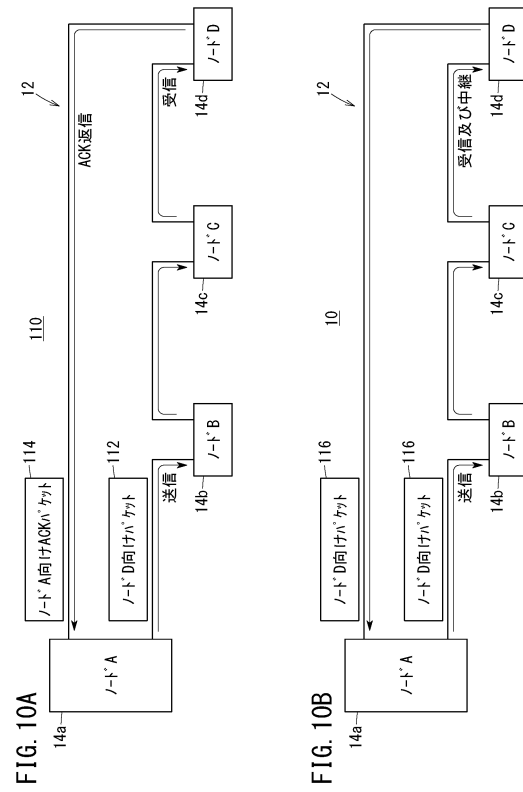 FIG. 10A
110
12
14a
ノードA
ノードA向けACKパケット
114
ノードD向けパケット
112
送信
ノードB
14b
ノードC
14c
ACK返信
受信
ノードD
14d
FIG. 10B
10
12
14a
ノードA
ノードD向けパケット
116
ノードD向けパケット
116
送信
ノードB
14b
ノードC
14c
受信及び中継
ノードD
14d